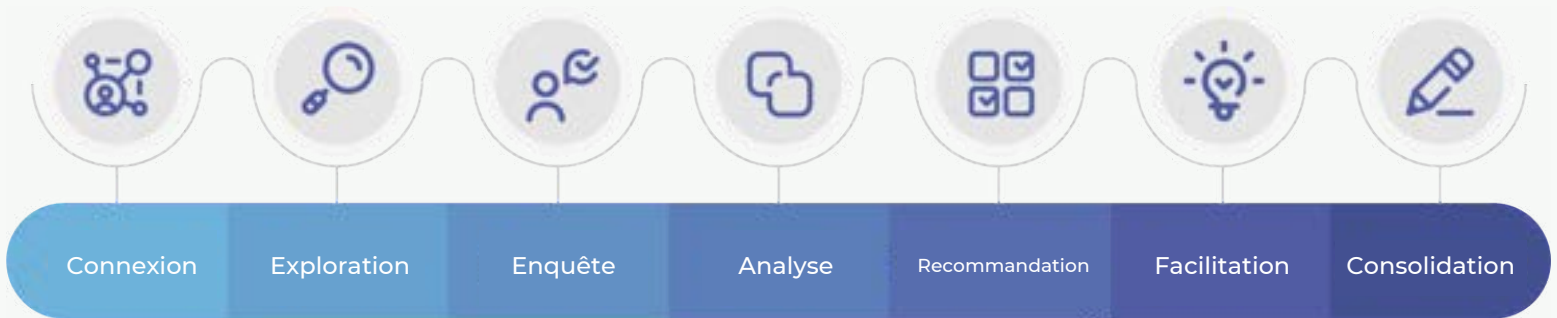 Connexion
Exploration
Enquête
Analyse
Recommandation
Facilitation
Consolidation